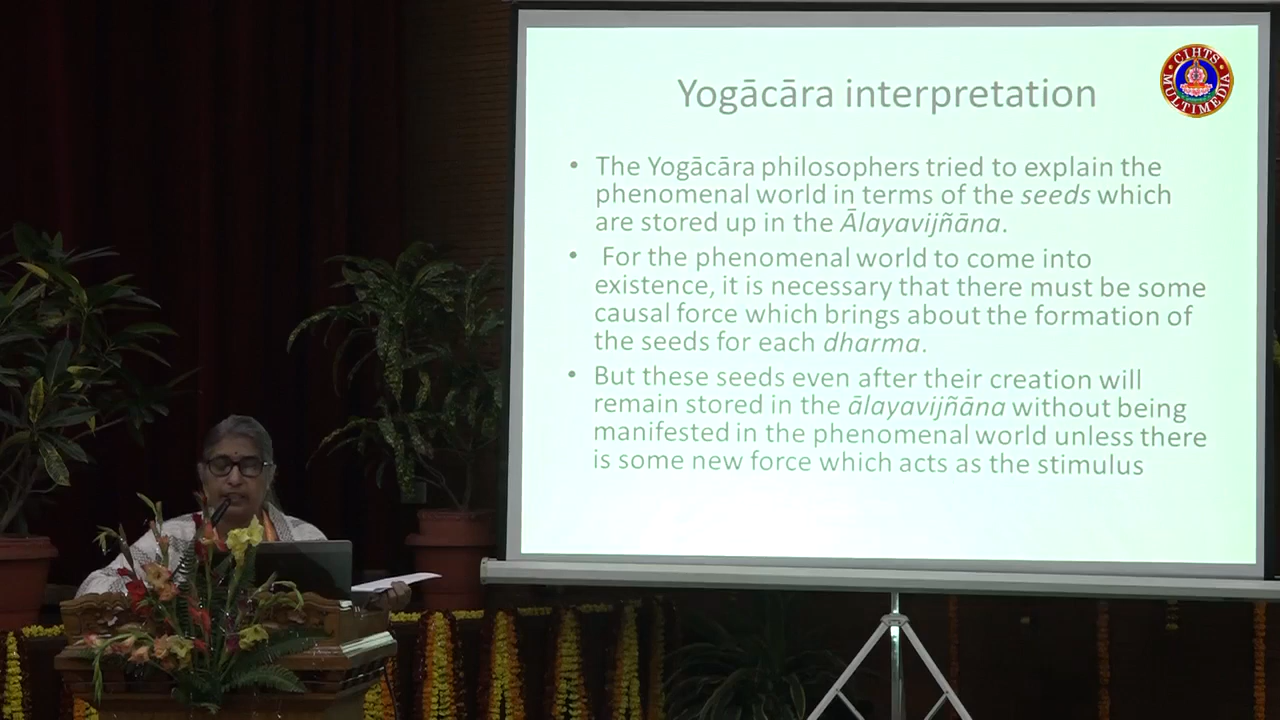 Yogācāra interpretation
CIHTS
MULTIMEDIA
• The Yogācāra philosophers tried to explain the
phenomenal world in terms of the seeds which
are stored up in the Ālayavijñāna.
• For the phenomenal world to come into
existence, it is necessary that there must be some
causal force which brings about the formation of
the seeds for each dharma.
• But these seeds even after their creation will
remain stored in the ālayavijñāna without being
manifested in the phenomenal world unless there
is some new force which acts as the stimulus